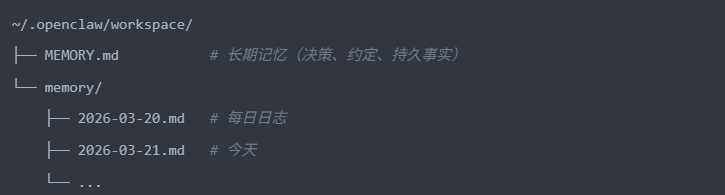 ~/.openclaw/workspace/
├── MEMORY.md           # 长期记忆（决策、约定、持久事实）
└── memory/
    ├── 2026-03-20.md   # 每日日志
    ├── 2026-03-21.md   # 今天
    └── ...